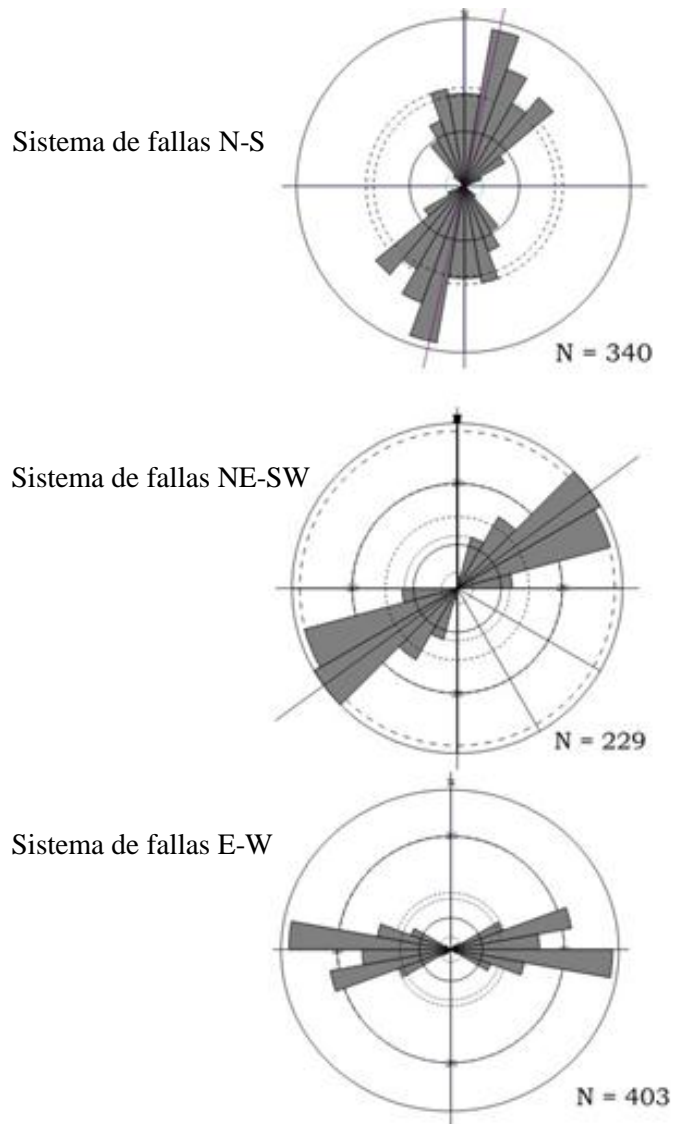 Sistema de fallas N-S
N = 340
Sistema de fallas NE-SW
N = 229
Sistema de fallas E-W
N = 403